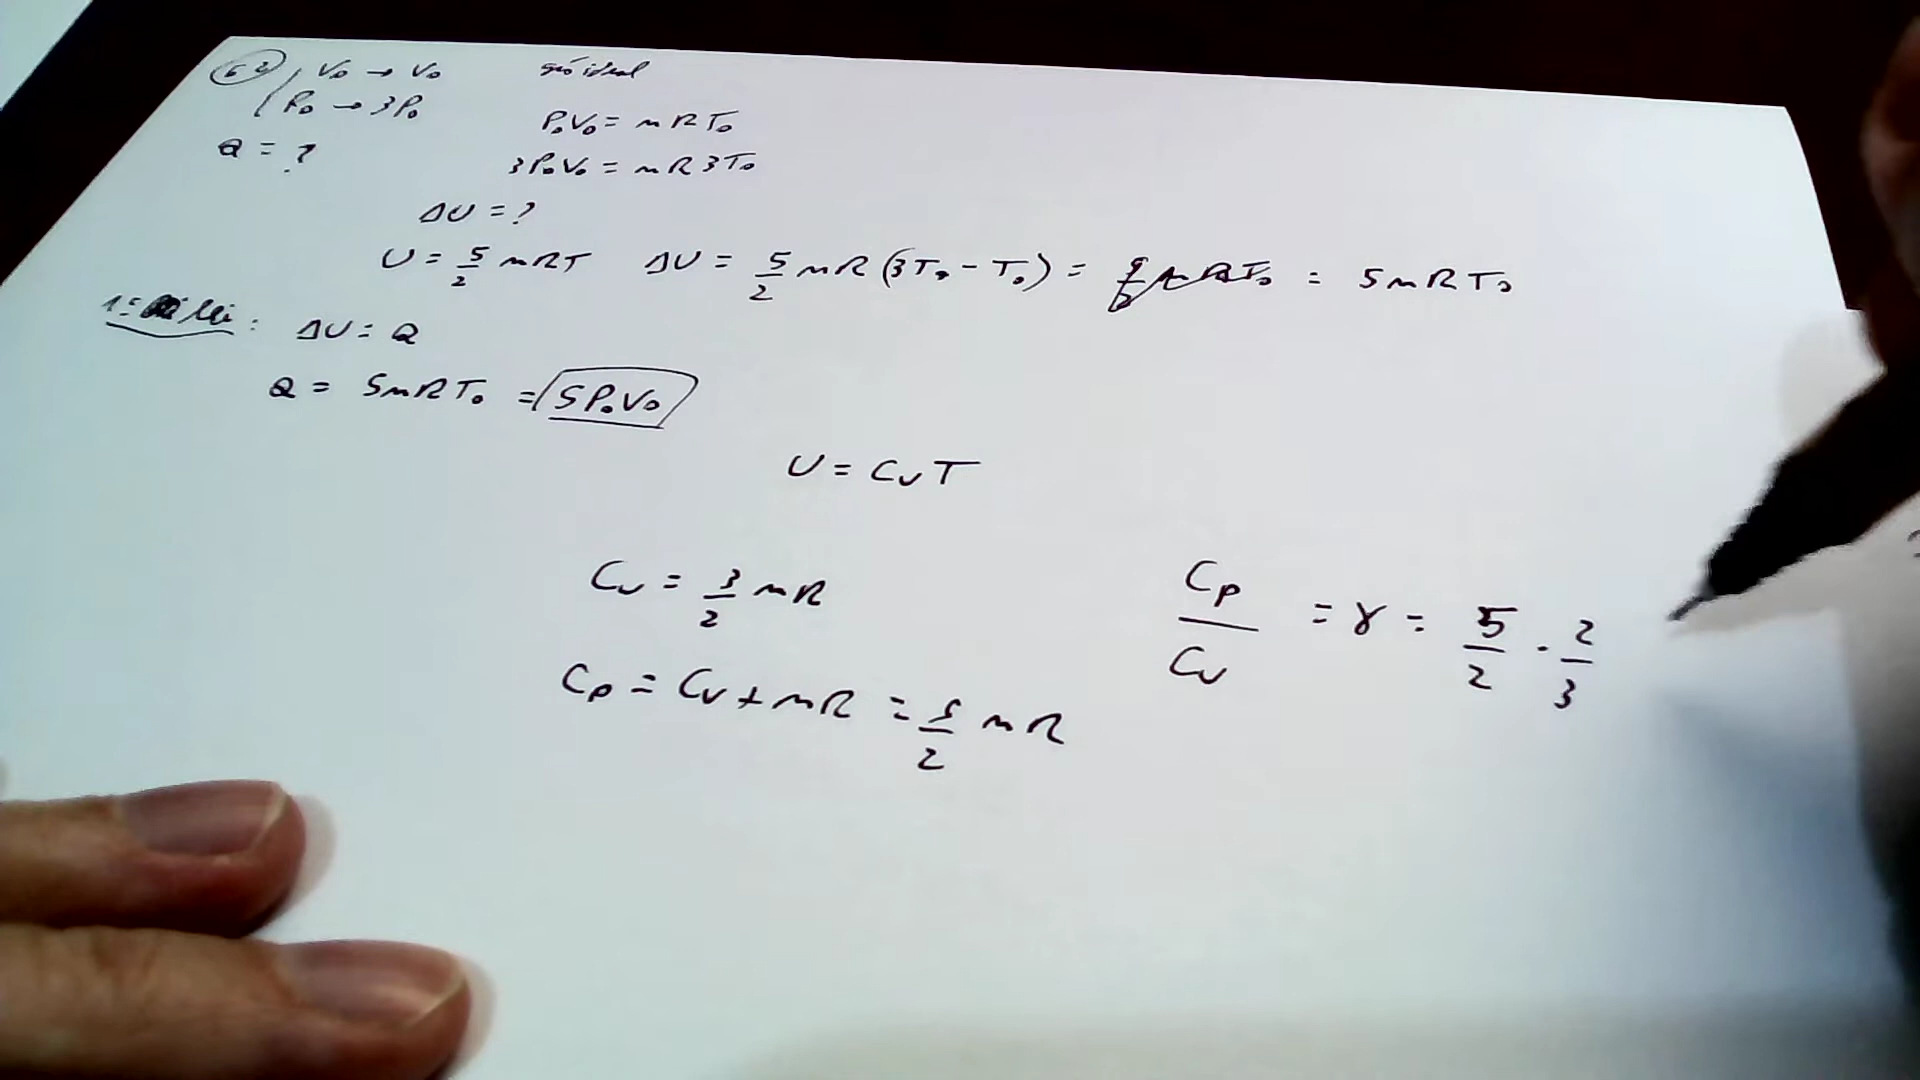 6ª) V₀ → V₀ gás ideal
P₀ → 3P₀ P₀V₀ = nRT₀
Q = ? 3P₀V₀ = nR3T₀
ΔU = ?
U = 5/2 nRT ΔU = 5/2 nR (3T₀ - T₀) = = 5nRT₀
lei : ΔU = Q
Q = 5nRT₀ = 5P₀V₀
U = CᵥT
Cᵥ = 3/2 nR Cₚ/Cᵥ = γ = 5/2 · 2/3
Cₚ = Cᵥ + nR = 5/2 nR